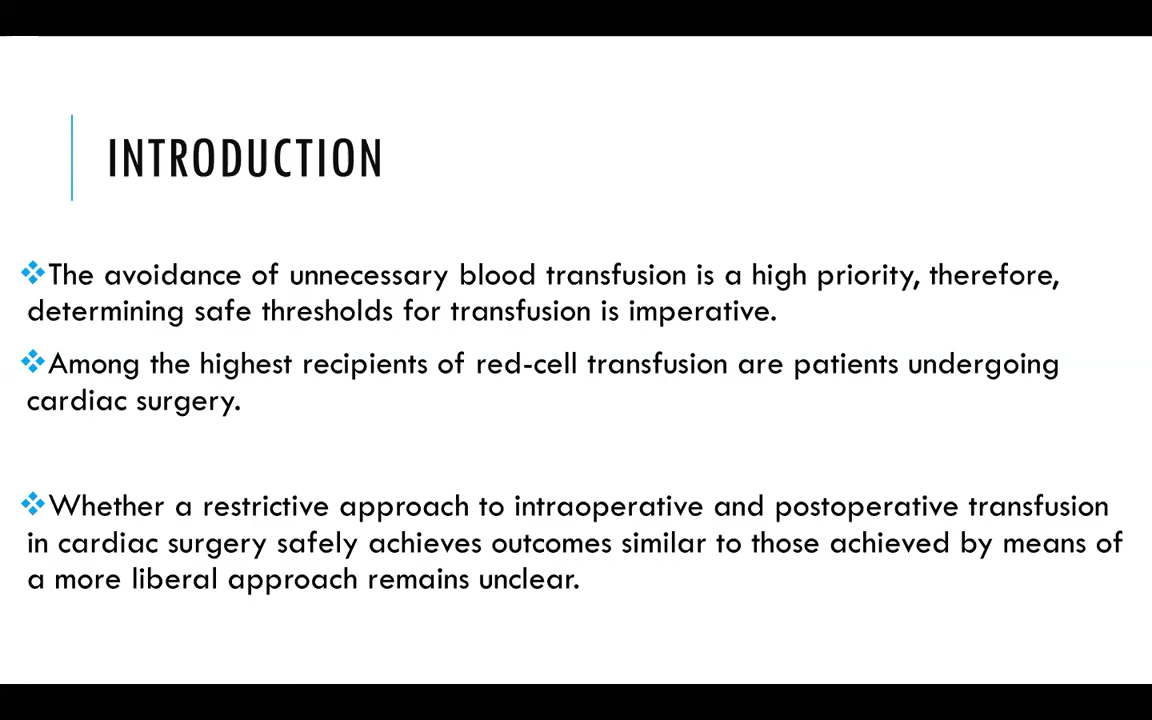 INTRODUCTION
❖The avoidance of unnecessary blood transfusion is a high priority, therefore,
determining safe thresholds for transfusion is imperative.
❖Among the highest recipients of red-cell transfusion are patients undergoing
cardiac surgery.
❖Whether a restrictive approach to intraoperative and postoperative transfusion
in cardiac surgery safely achieves outcomes similar to those achieved by means of
a more liberal approach remains unclear.